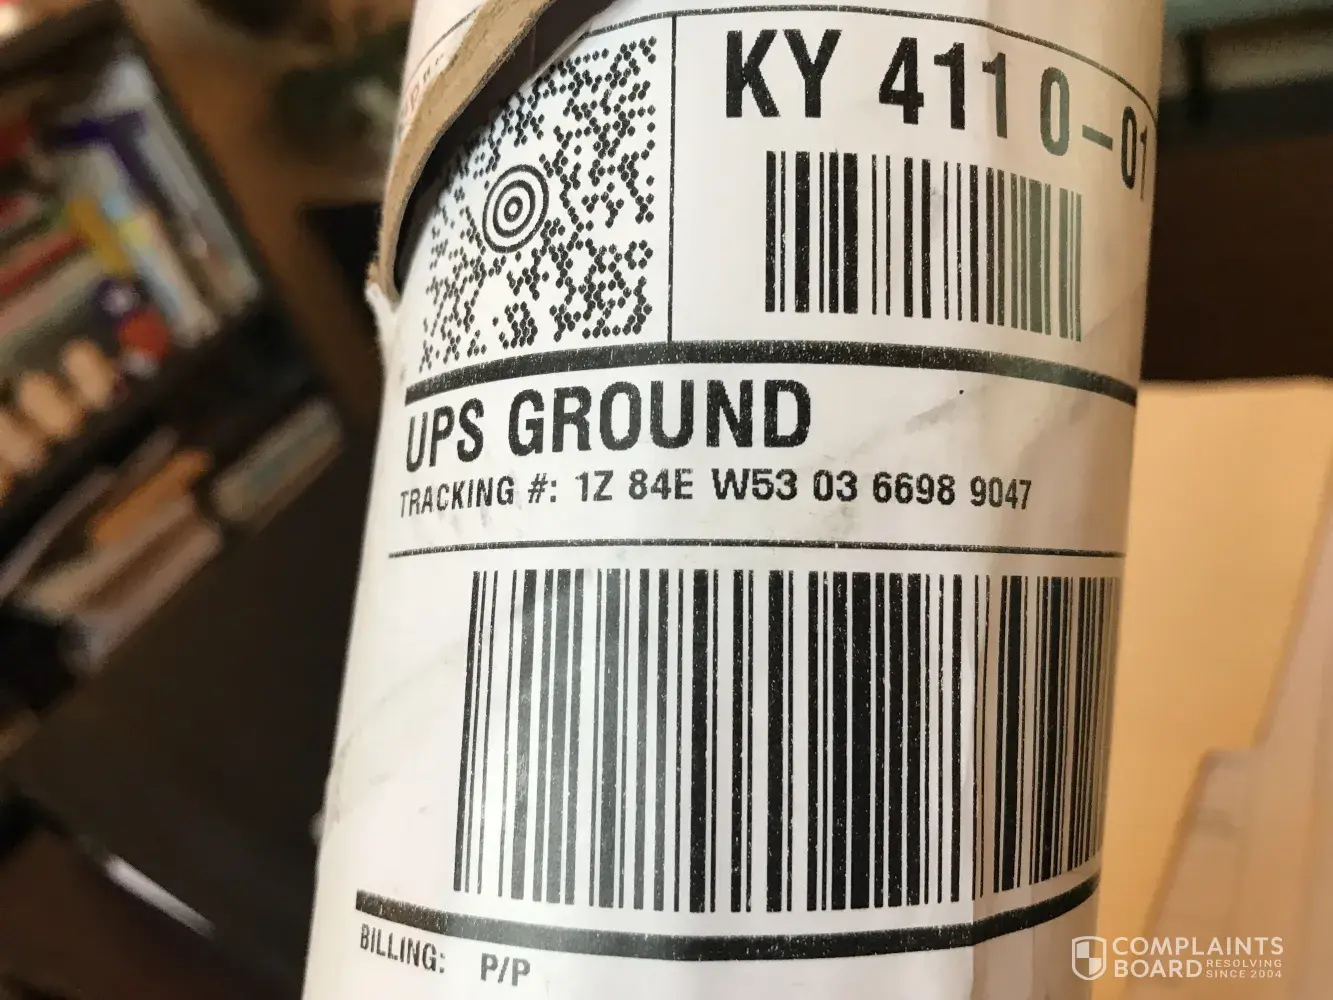 KY 411 0-01
UPS GROUND
TRACKING #: 1Z 84E W53 03 6698 9047
BILLING: P/P
COMPLAINTS
BOARD RESOLVING
SINCE 2004